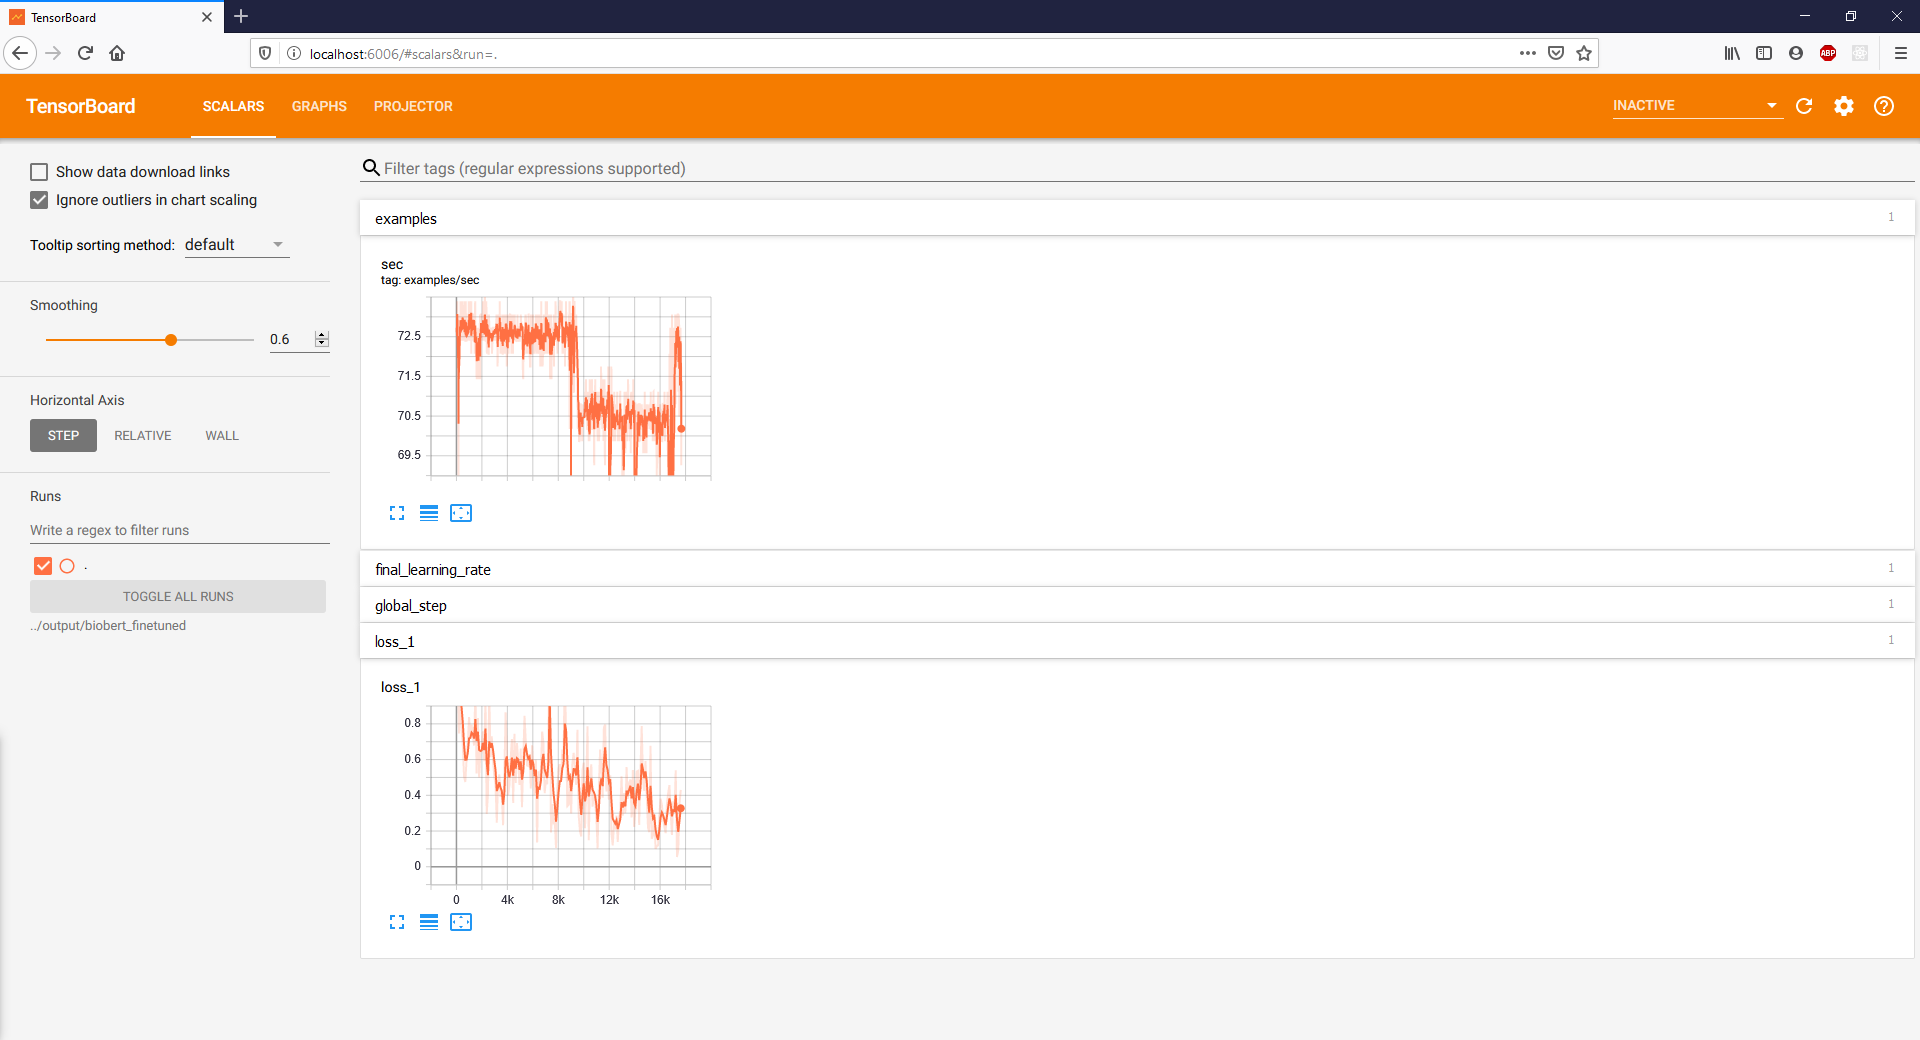 TensorBoard
localhost:6006/#scalars&run=.
ABP
TensorBoard
SCALARS
GRAPHS
PROJECTOR
INACTIVE
Show data download links
Ignore outliers in chart scaling
Tooltip sorting method: default
Smoothing
0.6
Horizontal Axis
STEP
RELATIVE
WALL
Runs
Write a regex to filter runs
.
TOGGLE ALL RUNS
../output/biobert_finetuned
Filter tags (regular expressions supported)
examples
1
sec
tag: examples/sec
72.5
71.5
70.5
69.5
final_learning_rate
1
global_step
1
loss_1
1
loss_1
0.8
0.6
0.4
0.2
0
0 4k 8k 12k 16k